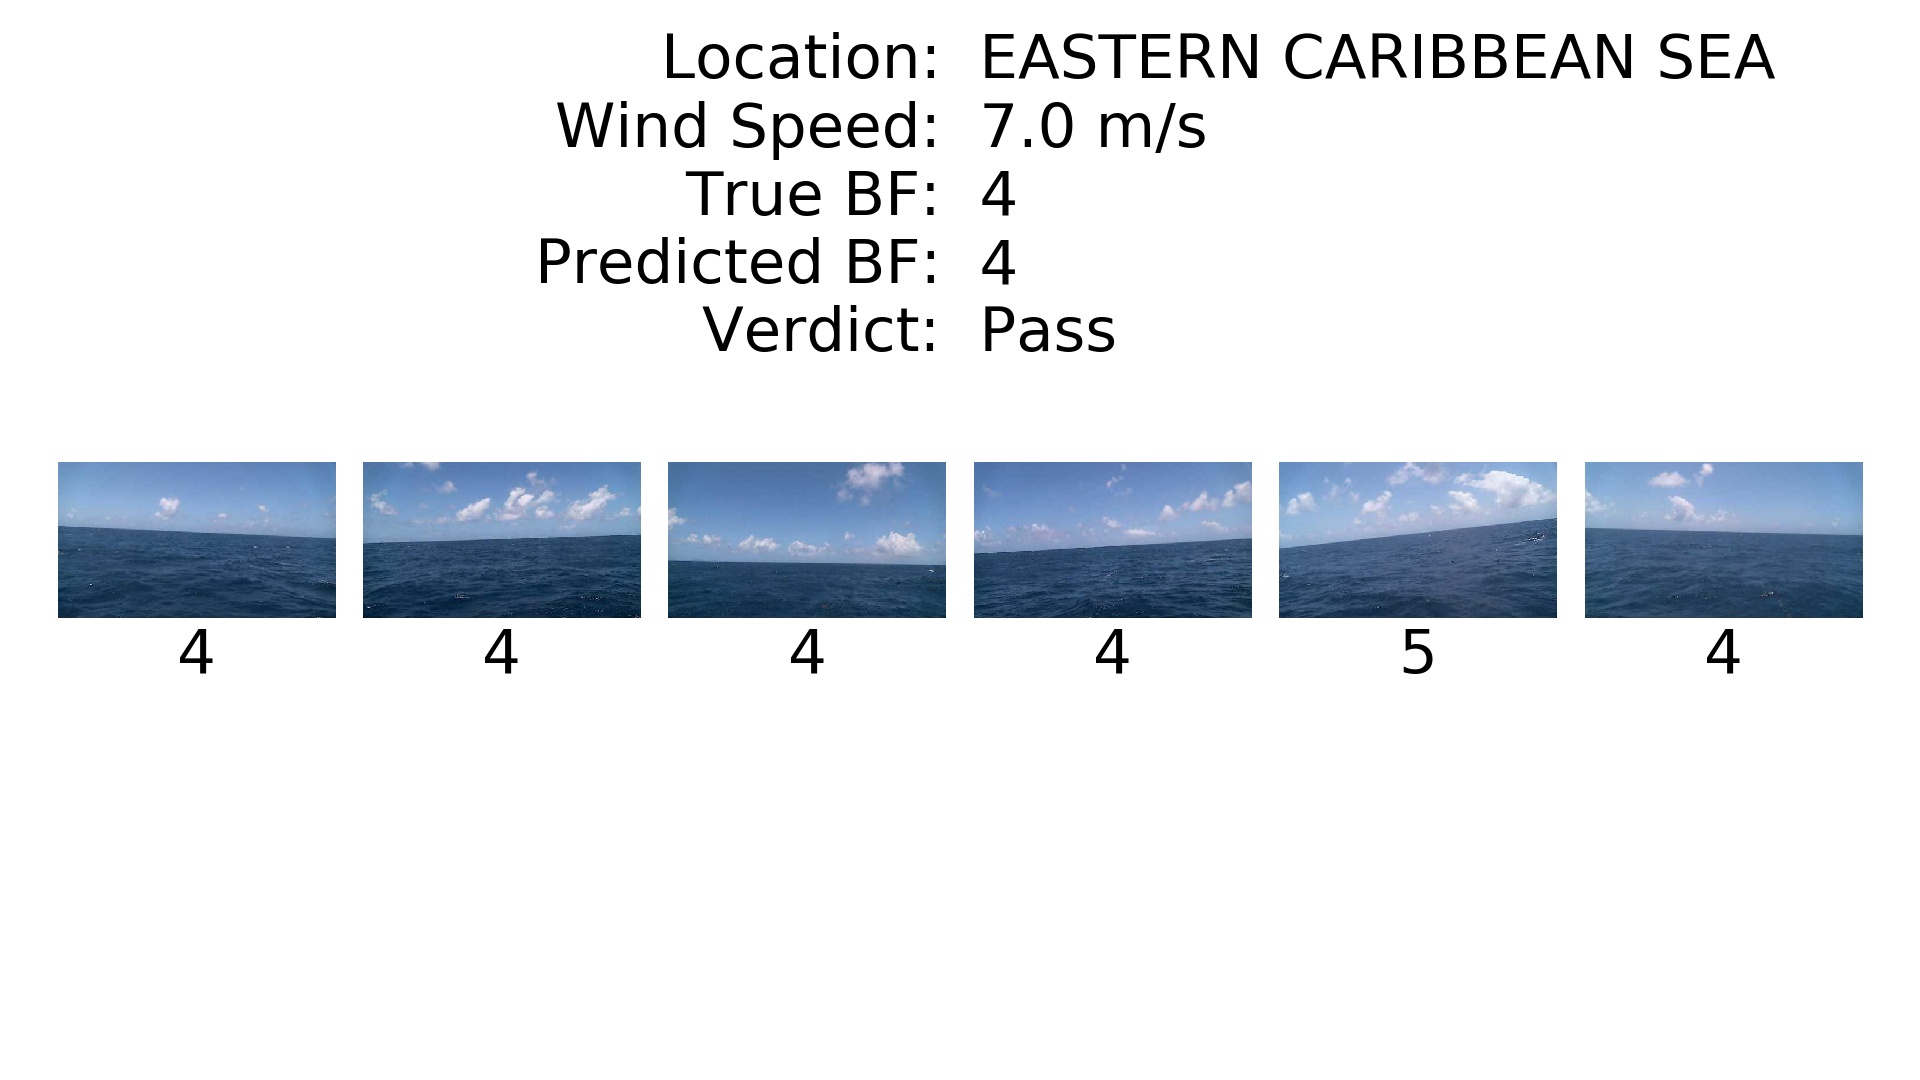 Location: EASTERN CARIBBEAN SEA
Wind Speed: 7.0 m/s
True BF: 4
Predicted BF: 4
Verdict: Pass
4 4 4 4 5 4